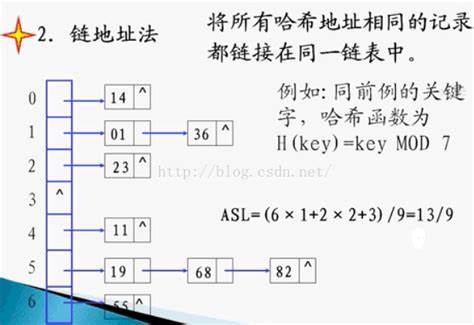 2. 链地址法
将所有哈希地址相同的记录
都链接在同一链表中。
例如: 同前例的关键
字, 哈希函数为
H(key)=key MOD 7
ASL=(6×1+2×2+3)/9=13/9
0 14 ^
1 01 36 ^
2 23 ^
3 ^
4 11 ^
5 19 68 82 ^
6 55 ^
http://blog.csdn.net/